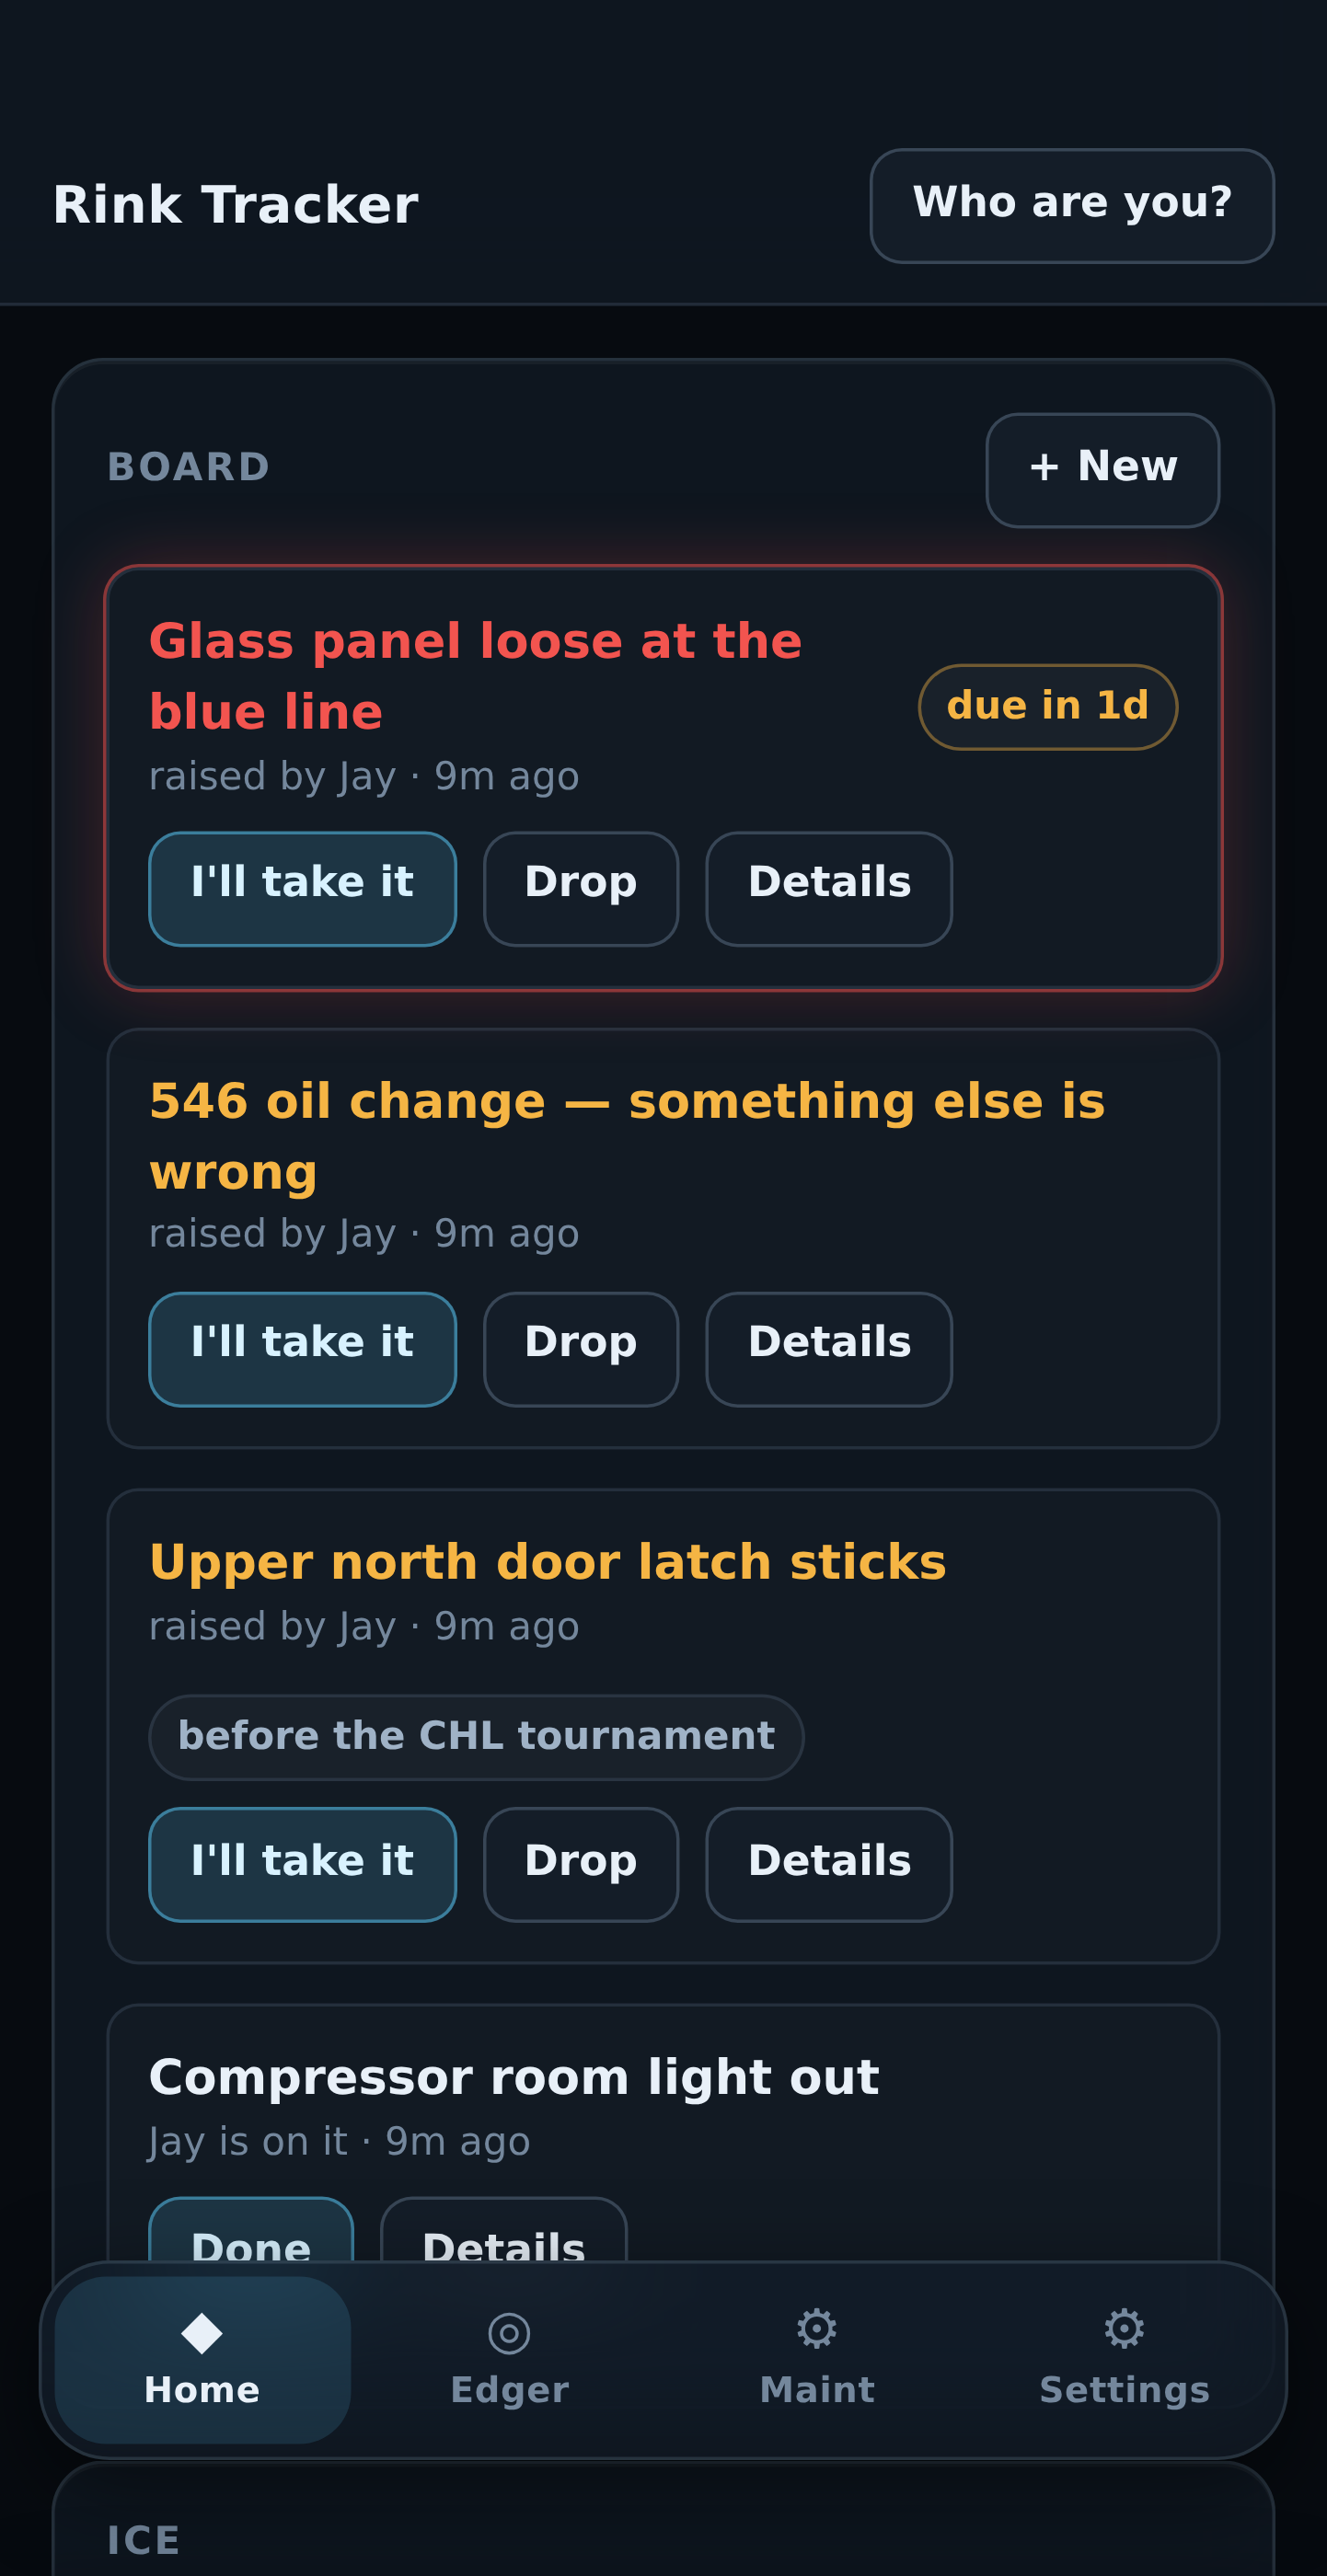 Rink Tracker
Who are you?
BOARD
+ New
Glass panel loose at the
blue line
due in 1d
raised by Jay · 9m ago
I'll take it
Drop
Details
546 oil change — something else is
wrong
raised by Jay · 9m ago
I'll take it
Drop
Details
Upper north door latch sticks
raised by Jay · 9m ago
before the CHL tournament
I'll take it
Drop
Details
Compressor room light out
Jay is on it · 9m ago
Done
Details
Home
Edger
Maint
Settings
ICE